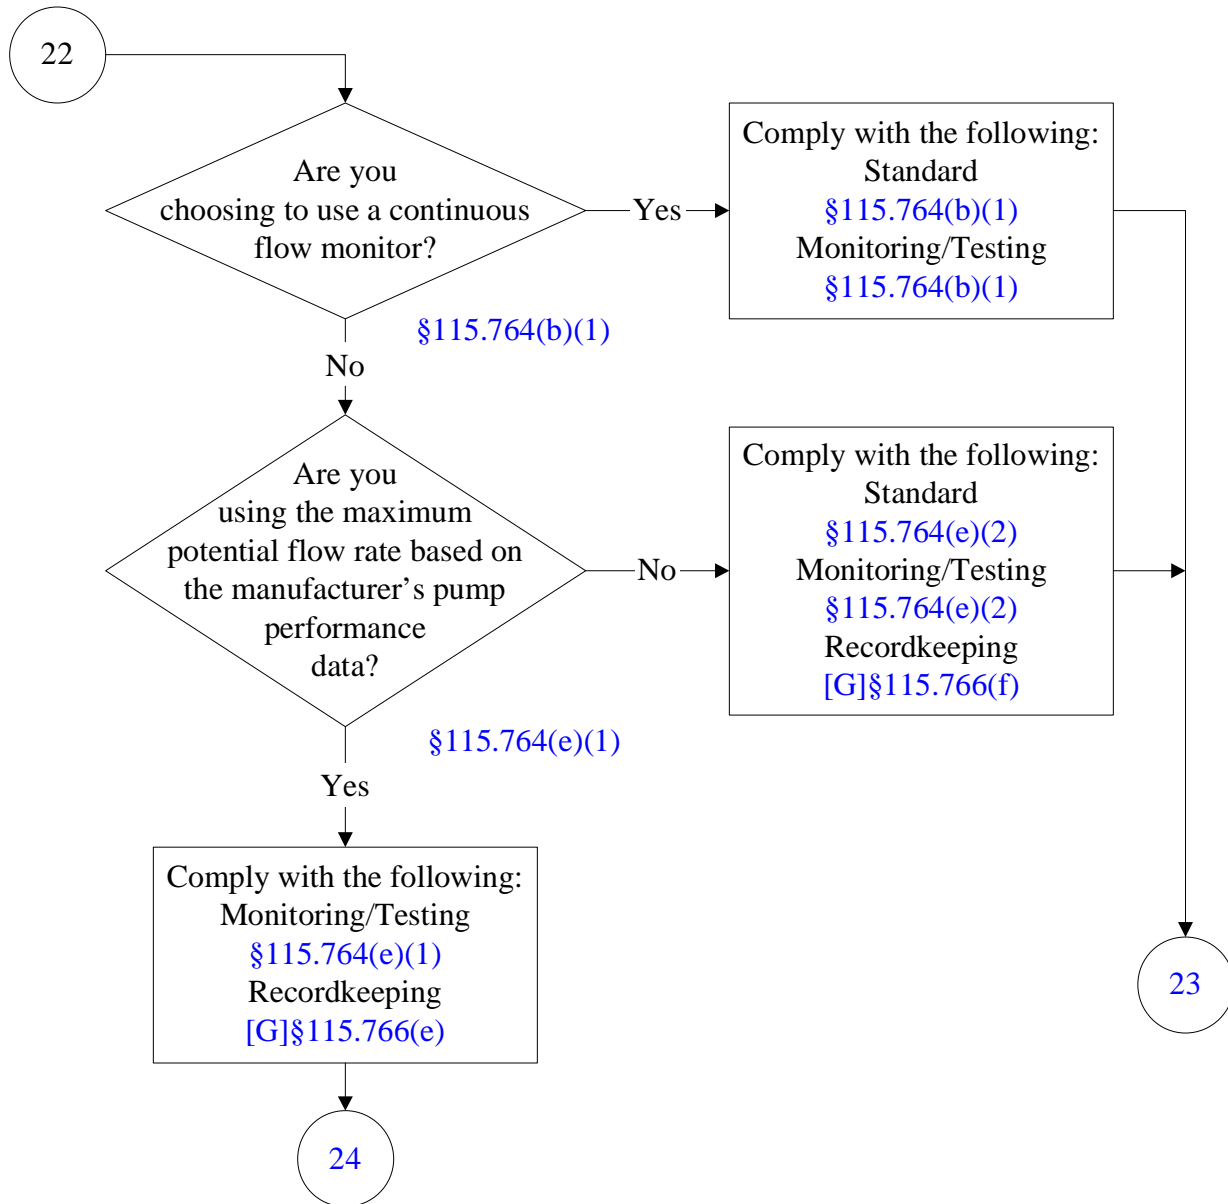 22
Are you
choosing to use a continuous
flow monitor?
Yes
Comply with the following:
Standard
§115.764(b)(1)
Monitoring/Testing
§115.764(b)(1)
§115.764(b)(1)
No
Are you
using the maximum
potential flow rate based on
the manufacturer’s pump
performance
data?
No
Comply with the following:
Standard
§115.764(e)(2)
Monitoring/Testing
§115.764(e)(2)
Recordkeeping
[G]§115.766(f)
§115.764(e)(1)
Yes
Comply with the following:
Monitoring/Testing
§115.764(e)(1)
Recordkeeping
[G]§115.766(e)
23
24